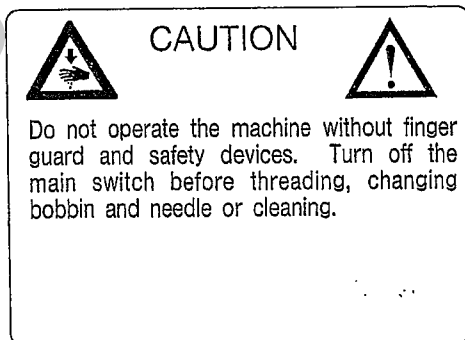 CAUTION
Do not operate the machine without finger
guard and safety devices. Turn off the
main switch before threading, changing
bobbin and needle or cleaning.